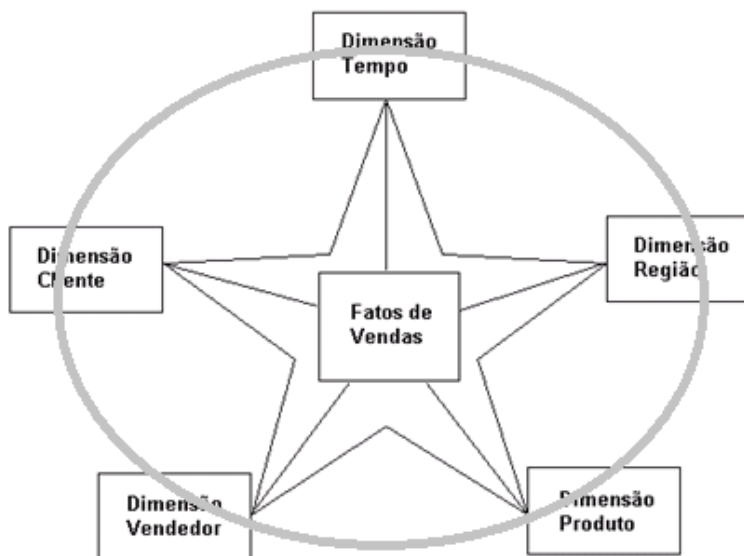 Dimensão
Tempo
Dimensão
Cliente
Dimensão
Região
Fatos de
Vendas
Dimensão
Vendedor
Dimensão
Produto